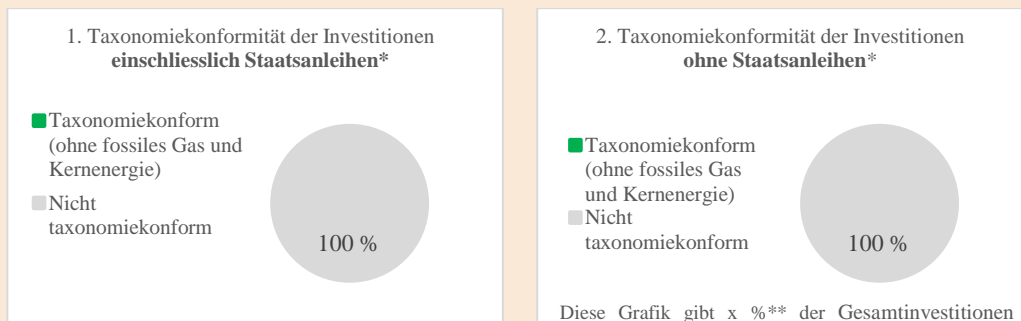 1. Taxonomiekonformität der Investitionen
einschliesslich Staatsanleihen*
Taxonomiekonform
(ohne fossiles Gas und
Kernenergie)
Nicht
taxonomiekonform
100 %
2. Taxonomiekonformität der Investitionen
ohne Staatsanleihen*
Taxonomiekonform
(ohne fossiles Gas
und Kernenergie)
Nicht
taxonomiekonform
100 %
Diese Grafik gibt x %** der Gesamtinvestitionen